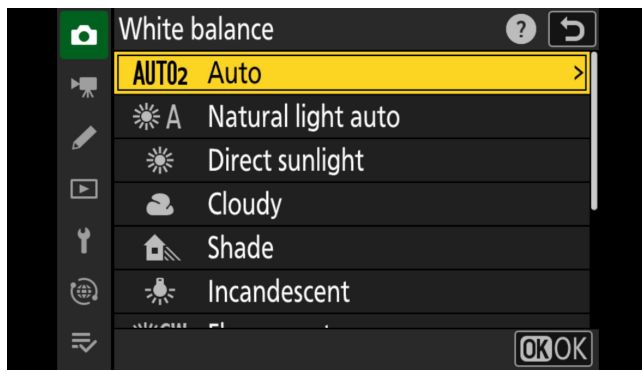 White balance ?
AUTO2 Auto >
A Natural light auto
Direct sunlight
Cloudy
Shade
Incandescent
OK OK